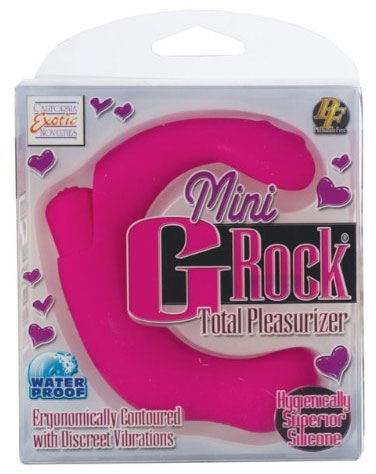 CALIFORNIA
Exotic
NOVELTIES
PF
Phthalate Free
Mini
G ROCK®
Total Pleasurizer
WATER
PROOF
Ergonomically Contoured
with Discreet Vibrations
Hygienically
Superior
Silicone